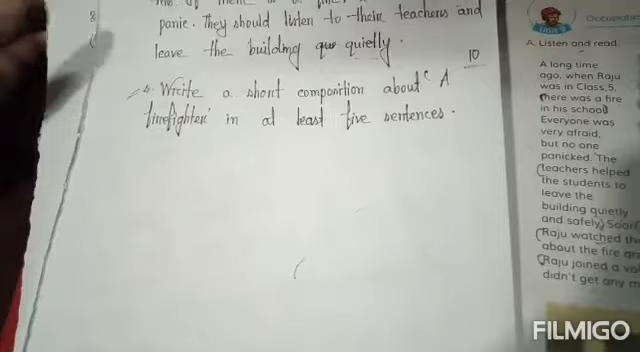 8
panic. They should listen to their teachers and
leave the building quietly.
10
4. Write a short composition about 'A
firefighter' in at least five sentences.
Occupations
A. Listen and read.
A long time
ago, when Raju
was in Class 5,
there was a fire
in his school.
Everyone was
very afraid,
but no one
panicked. The
teachers helped
the students to
leave the
building quietly
and safely. Soon
Raju watched the
about the fire an
Raju joined a vo
didn't get any m
FILMIGO